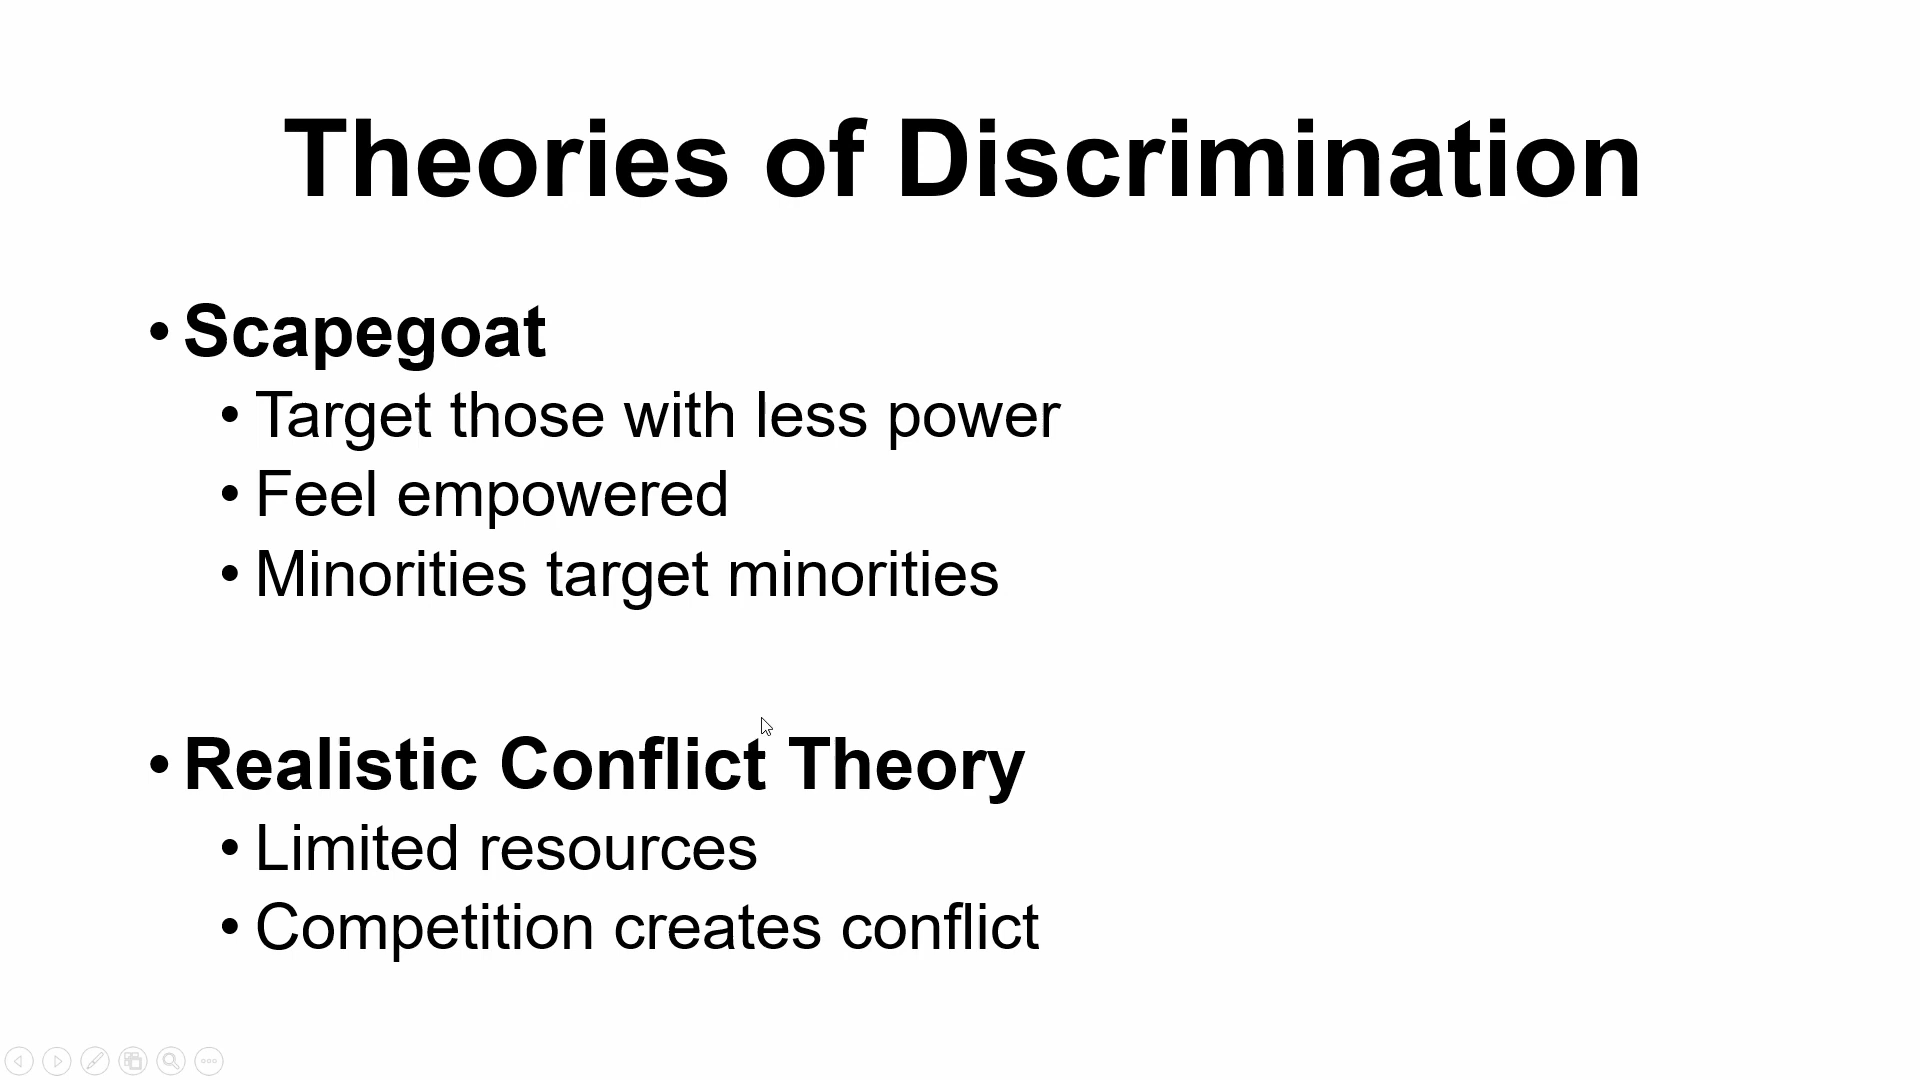 Theories of Discrimination
• Scapegoat
• Target those with less power
• Feel empowered
• Minorities target minorities
• Realistic Conflict Theory
• Limited resources
• Competition creates conflict